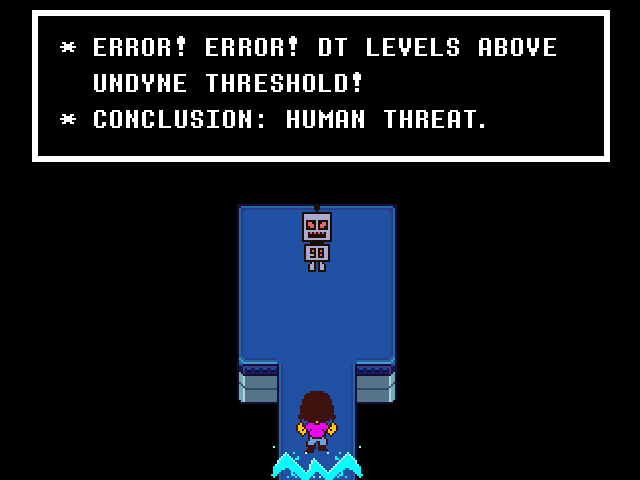 * ERROR! ERROR! DT LEVELS ABOVE
UNDYNE THRESHOLD!
* CONCLUSION: HUMAN THREAT.
98